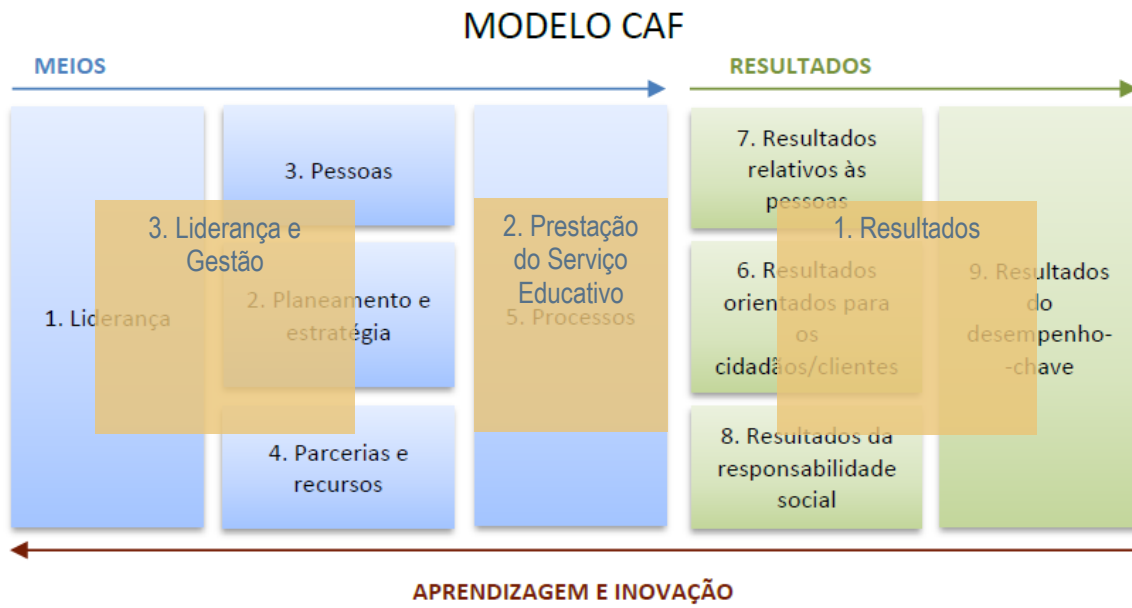 MODELO CAF
MEIOS
RESULTADOS
1. Liderança
3. Pessoas
2. Planeamento e
estratégia
4. Parcerias e
recursos
3. Liderança e
Gestão
5. Processos
2. Prestação
do Serviço
Educativo
7. Resultados
relativos às
pessoas
6. Resultados
orientados para
os
cidadãos/clientes
8. Resultados da
responsabilidade
social
1. Resultados
9. Resultados
do
desempenho-
-chave
APRENDIZAGEM E INOVAÇÃO